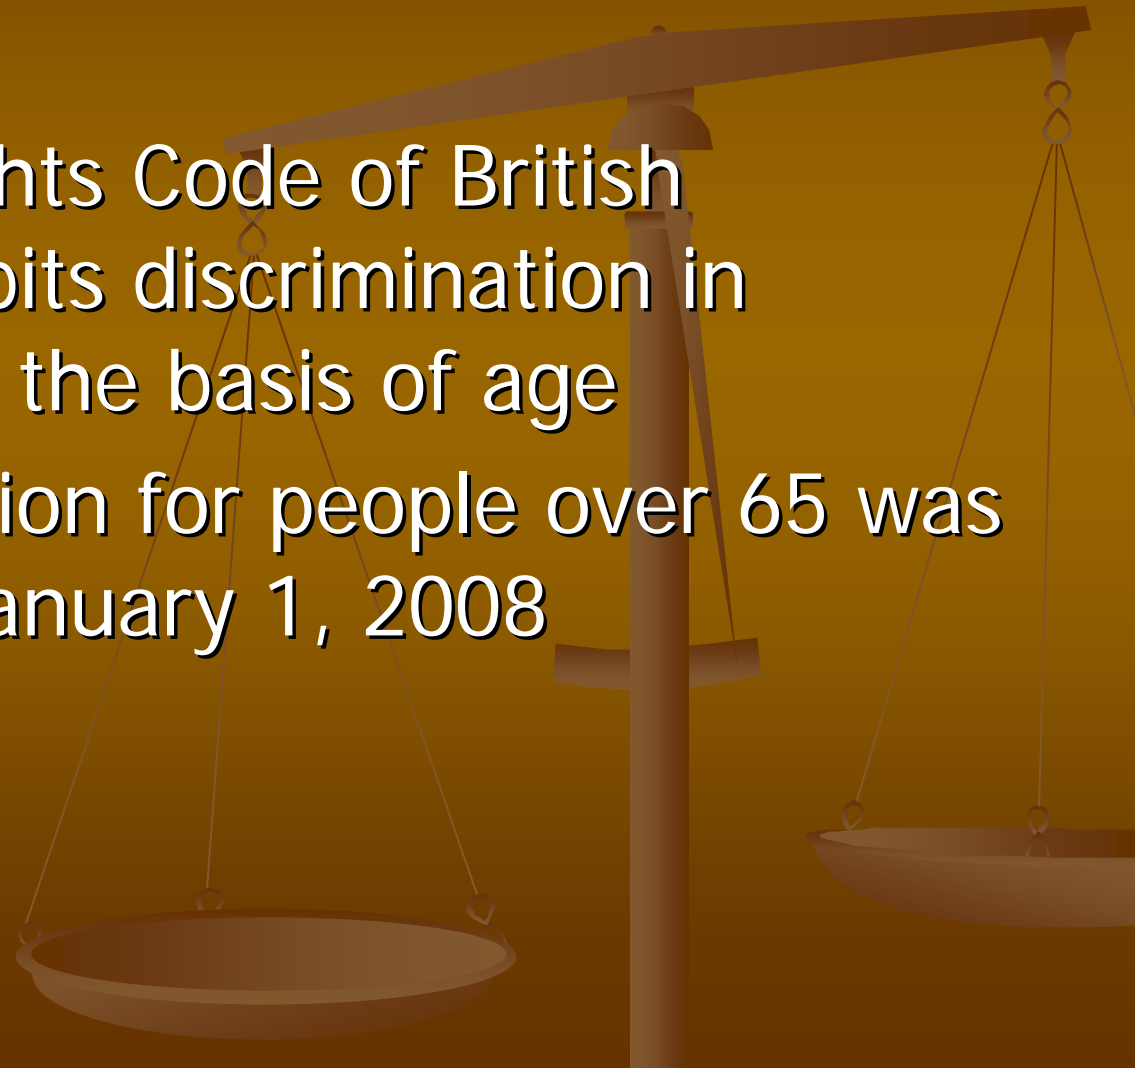 hts Code of British
bits discrimination in
the basis of age
ion for people over 65 was
anuary 1, 2008